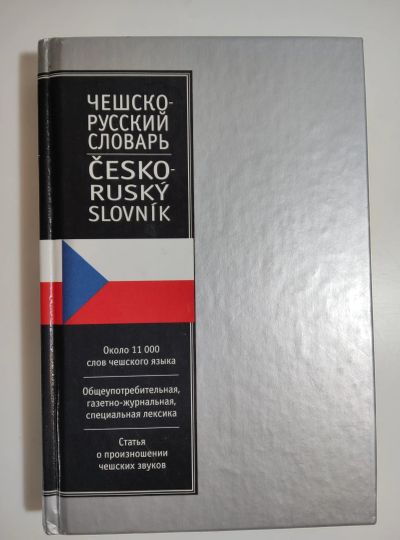 ЧЕШСКО-
РУССКИЙ
СЛОВАРЬ
ČESKO-
RUSKÝ
SLOVNÍK
Около 11 000
слов чешского языка
Общеупотребительная,
газетно-журнальная,
специальная лексика
Статья
о произношении
чешских звуков